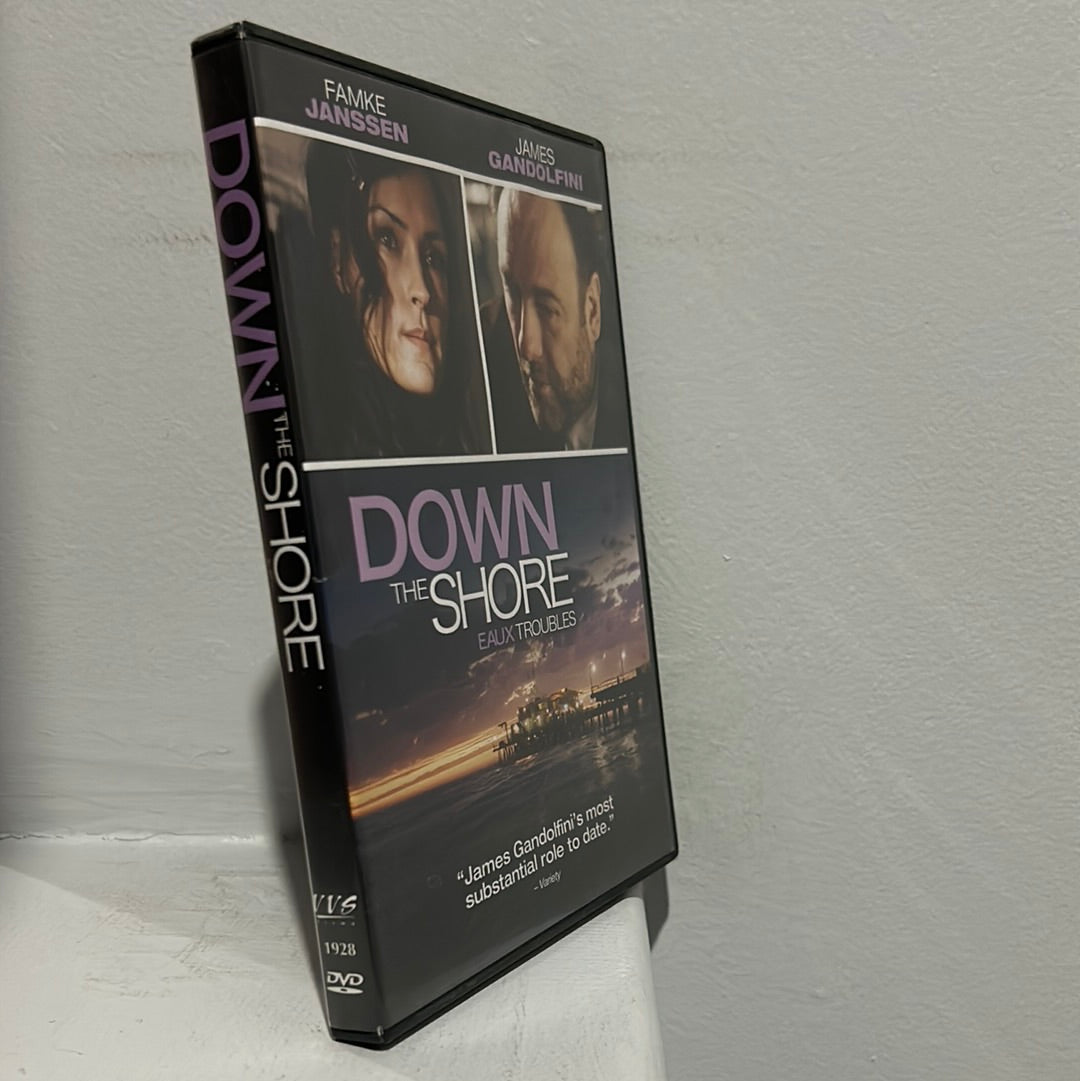 DOWN THE SHORE
VVS
1928
DVD
FAMKE
JANSSEN
JAMES
GANDOLFINI
DOWN
THE SHORE
EAUX TROUBLES
“James Gandolfini’s most
substantial role to date.”
– Variety